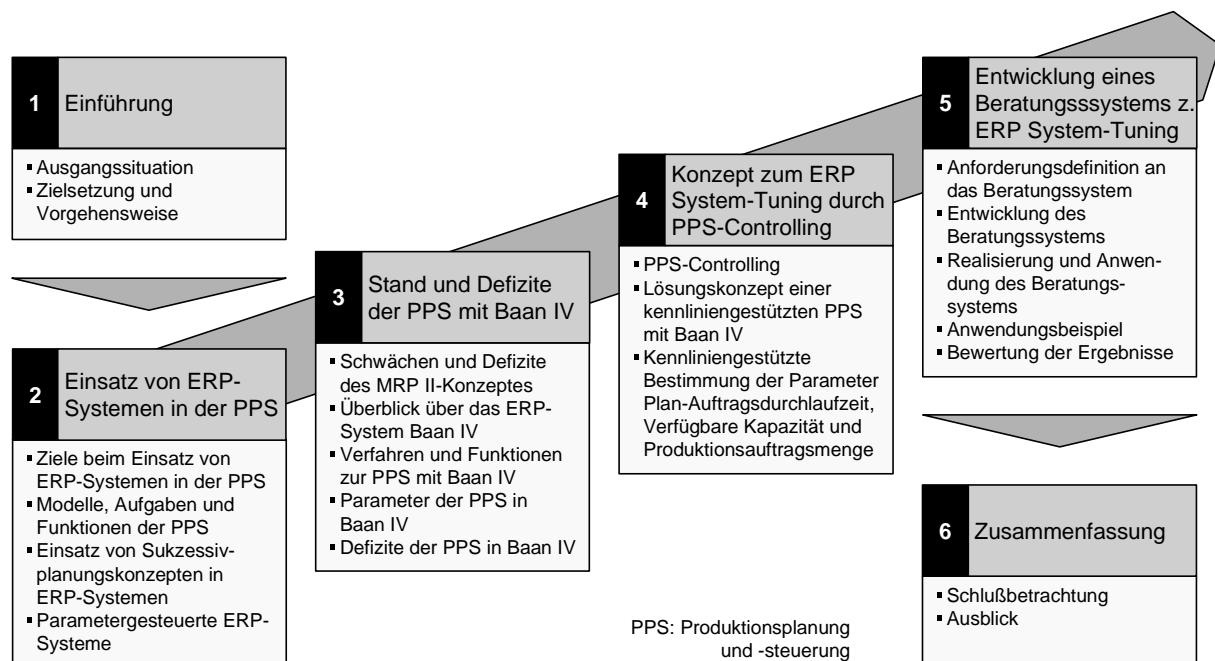 1
Einführung
▪ Ausgangssituation
▪ Zielsetzung und
Vorgehensweise
2
Einsatz von ERP-
Systemen in der PPS
▪ Ziele beim Einsatz von
ERP-Systemen in der PPS
▪ Modelle, Aufgaben und
Funktionen der PPS
▪ Einsatz von Sukzessiv-
planungskonzepten in
ERP-Systemen
▪ Parametergesteuerte ERP-
Systeme
3
Stand und Defizite
der PPS mit Baan IV
▪ Schwächen und Defizite
des MRP II-Konzeptes
▪ Überblick über das ERP-
System Baan IV
▪ Verfahren und Funktionen
zur PPS mit Baan IV
▪ Parameter der PPS in
Baan IV
▪ Defizite der PPS in Baan IV
4
Konzept zum ERP
System-Tuning durch
PPS-Controlling
▪ PPS-Controlling
▪ Lösungskonzept einer
kennliniengestützten PPS
mit Baan IV
▪ Kennliniengestützte
Bestimmung der Parameter
Plan-Auftragsdurchlaufzeit,
Verfügbare Kapazität und
Produktionsauftragsmenge
5
Entwicklung eines
Beratungsssystems z.
ERP System-Tuning
▪ Anforderungsdefinition an
das Beratungssystem
▪ Entwicklung des
Beratungssystems
▪ Realisierung und Anwen-
dung des Beratungs-
systems
▪ Anwendungsbeispiel
▪ Bewertung der Ergebnisse
6
Zusammenfassung
▪ Schlußbetrachtung
▪ Ausblick
PPS: Produktionsplanung
und -steuerung